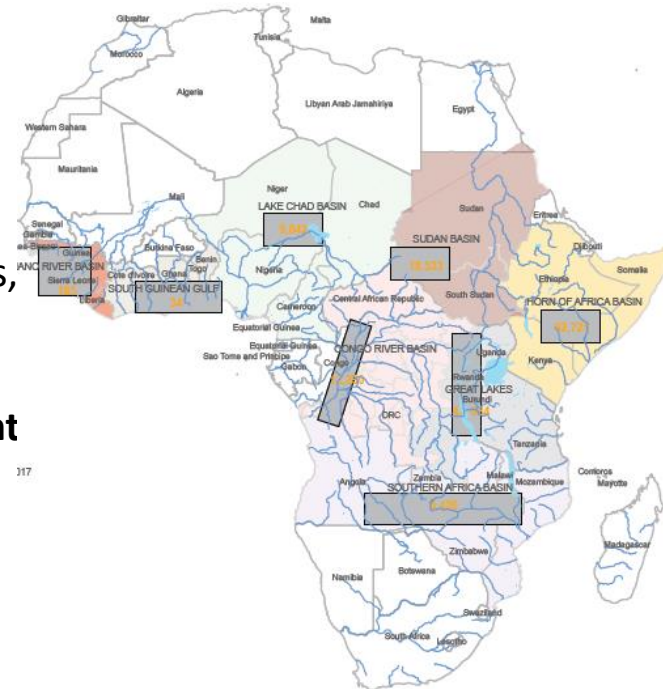 Gibraltar
Malta
Tunisia
Morocco
Algeria
Libyan Arab Jamahiriya
Egypt
Western Sahara
Mauritania
Mali
Niger
Chad
Sudan
Eritrea
LAKE CHAD BASIN
SUDAN BASIN
Senegal
Gambia
Guinea
Burkina Faso
Benin
Togo
Ghana
Cote d'Ivoire
Nigeria
Djibouti
Somalia
Ethiopia
s,
ANO RIVER BASIN
Sierra Leone
Liberia
SOUTH GUINEAN GULF
24
South Sudan
Central African Republic
HORN OF AFRICA BASIN
Cameroon
Equatorial Guinea
Equatorial Guinea
Sao Tome and Principe
Gabon
Congo
CONGO RIVER BASIN
Uganda
Kenya
Rwanda
GREAT LAKES
Burundi
DRC
nt
017
Tanzania
Angola
Zambia
Malawi
Mozambique
Comoros
Mayotte
SOUTHERN AFRICA BASIN
Zimbabwe
Madagascar
Namibia
Botswana
Swaziland
South Africa
Lesotho